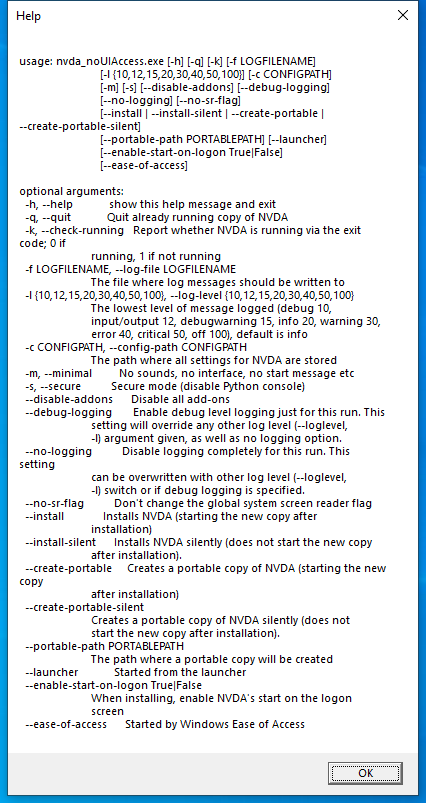 Help
usage: nvda_noUIAccess.exe [-h] [-q] [-k] [-f LOGFILENAME]
[-l {10,12,15,20,30,40,50,100}] [-c CONFIGPATH]
[-m] [-s] [--disable-addons] [--debug-logging]
[--no-logging] [--no-sr-flag]
[--install | --install-silent | --create-portable |
--create-portable-silent]
[--portable-path PORTABLEPATH] [--launcher]
[--enable-start-on-logon True|False]
[--ease-of-access]
optional arguments:
-h, --help show this help message and exit
-q, --quit Quit already running copy of NVDA
-k, --check-running Report whether NVDA is running via the exit
code; 0 if
running, 1 if not running
-f LOGFILENAME, --log-file LOGFILENAME
The file where log messages should be written to
-l {10,12,15,20,30,40,50,100}, --log-level {10,12,15,20,30,40,50,100}
The lowest level of message logged (debug 10,
input/output 12, debugwarning 15, info 20, warning 30,
error 40, critical 50, off 100), default is info
-c CONFIGPATH, --config-path CONFIGPATH
The path where all settings for NVDA are stored
-m, --minimal No sounds, no interface, no start message etc
-s, --secure Secure mode (disable Python console)
--disable-addons Disable all add-ons
--debug-logging Enable debug level logging just for this run. This
setting will override any other log level (--loglevel,
-l) argument given, as well as no logging option.
--no-logging Disable logging completely for this run. This
setting
can be overwritten with other log level (--loglevel,
-l) switch or if debug logging is specified.
--no-sr-flag Don't change the global system screen reader flag
--install Installs NVDA (starting the new copy after
installation)
--install-silent Installs NVDA silently (does not start the new copy
after installation).
--create-portable Creates a portable copy of NVDA (starting the new
copy
after installation)
--create-portable-silent
Creates a portable copy of NVDA silently (does not
start the new copy after installation).
--portable-path PORTABLEPATH
The path where a portable copy will be created
--launcher Started from the launcher
--enable-start-on-logon True|False
When installing, enable NVDA's start on the logon
screen
--ease-of-access Started by Windows Ease of Access
OK